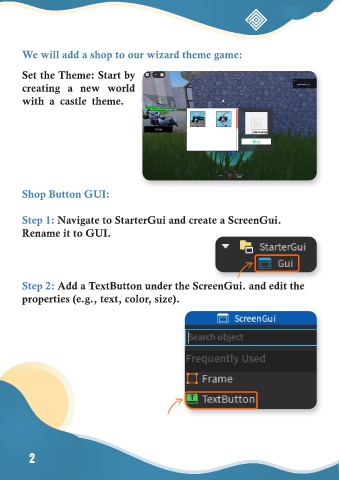 We will add a shop to our wizard theme game:
Set the Theme: Start by
creating a new world
with a castle theme.
Buy
Shop Button GUI:
Step 1: Navigate to StarterGui and create a ScreenGui.
Rename it to GUI.
StarterGui
Gui
Step 2: Add a TextButton under the ScreenGui. and edit the
properties (e.g., text, color, size).
ScreenGui
Search object
Frequently Used
Frame
TextButton
2